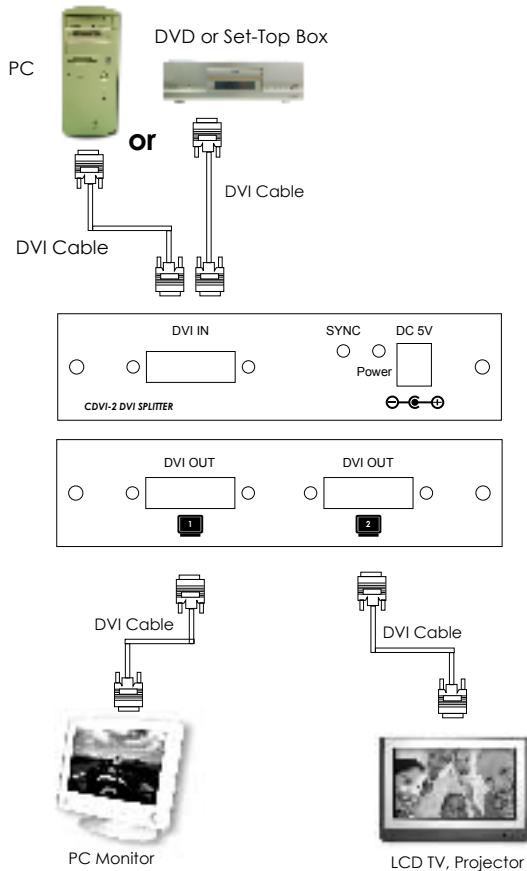 DVD or Set-Top Box
PC
or
DVI Cable
DVI Cable
DVI IN
SYNC
DC 5V
Power
CDVI-2 DVI SPLITTER
DVI OUT
DVI OUT
1
2
DVI Cable
DVI Cable
PC Monitor
LCD TV, Projector